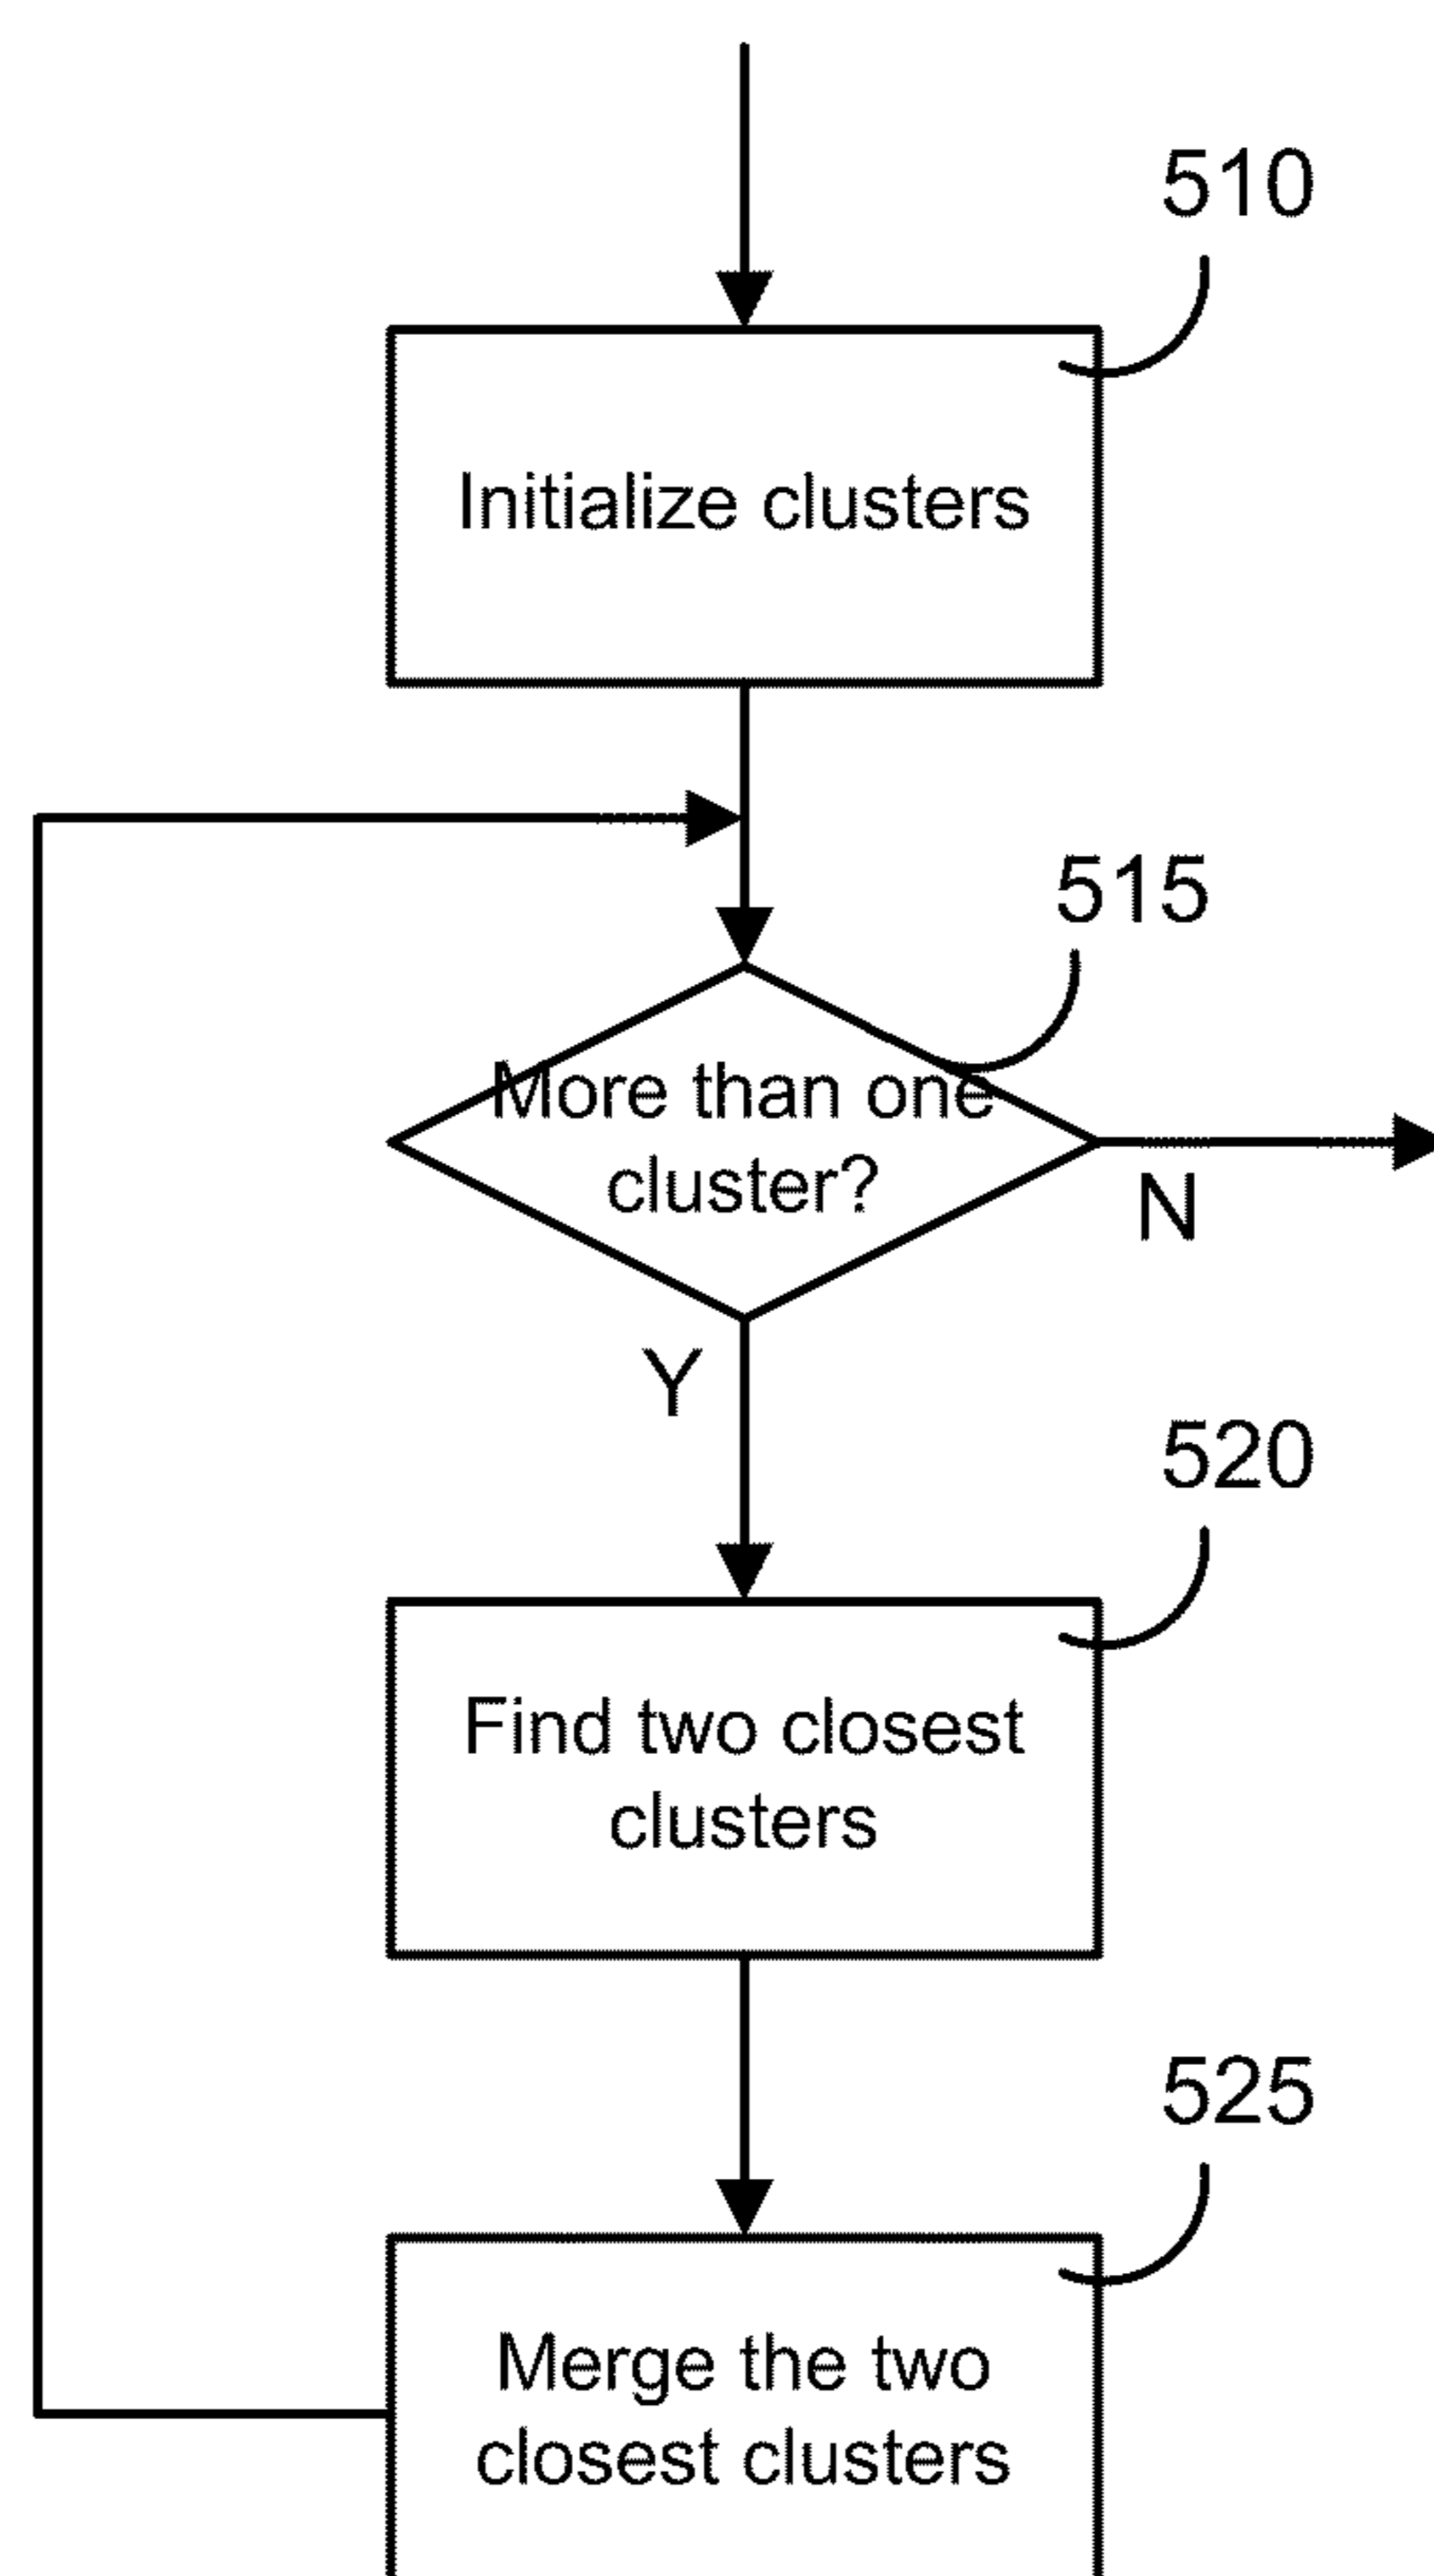 510
Initialize clusters
515
More than one
cluster?
N
Y
520
Find two closest
clusters
525
Merge the two
closest clusters